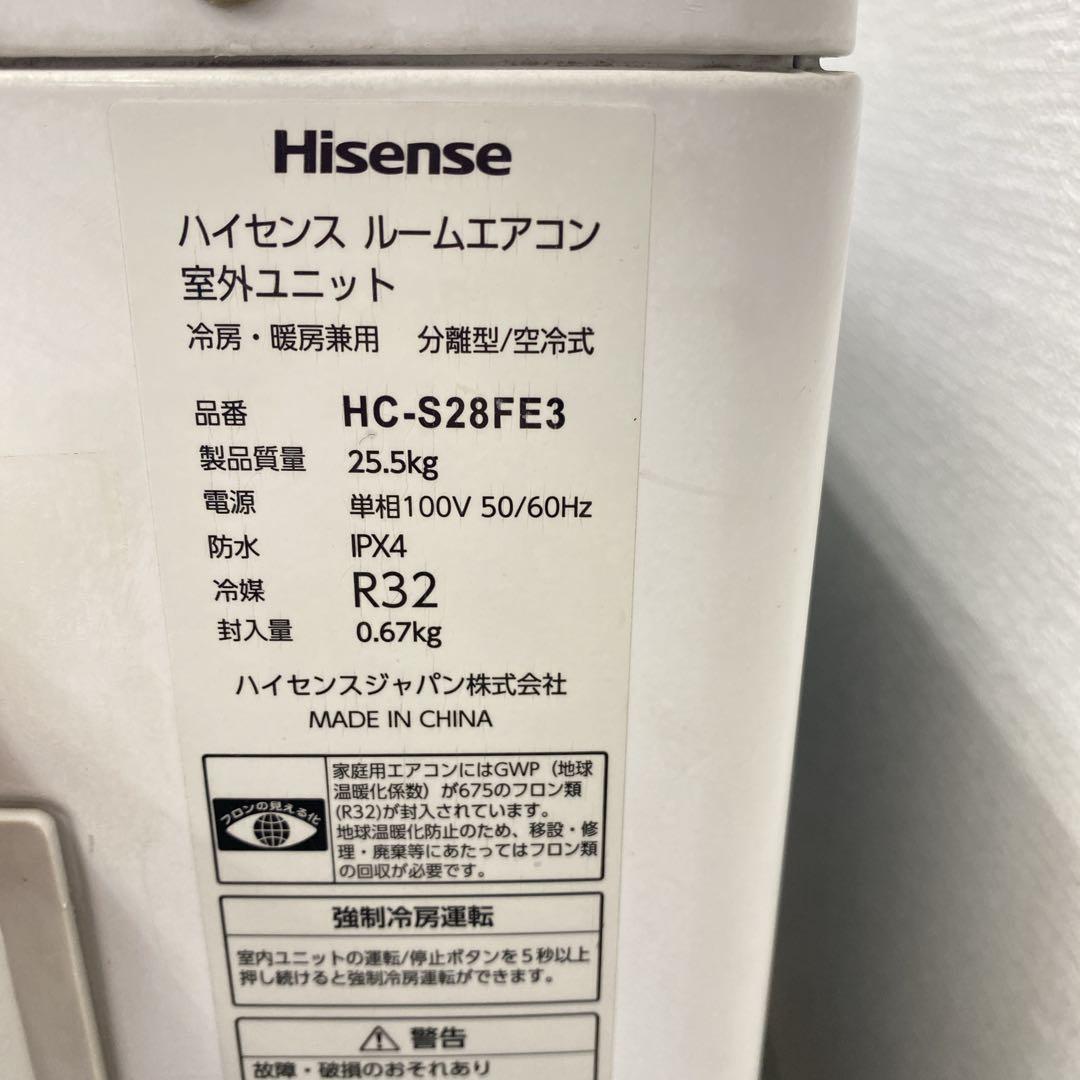 Hisense
ハイセンス ルームエアコン
室外ユニット
冷房・暖房兼用 分離型/空冷式
品番 HC-S28FE3
製品質量 25.5kg
電源 単相100V 50/60Hz
防水 IPX4
冷媒 R32
封入量 0.67kg
ハイセンスジャパン株式会社
MADE IN CHINA
フロンの見える化
家庭用エアコンにはGWP（地球
温暖化係数）が675のフロン類
(R32)が封入されています。
地球温暖化防止のため、移設・修
理・廃棄等にあたってはフロン類
の回収が必要です。
強制冷房運転
室内ユニットの運転/停止ボタンを５秒以上
押し続けると強制冷房運転ができます。
警告
故障・破損のおそれあり